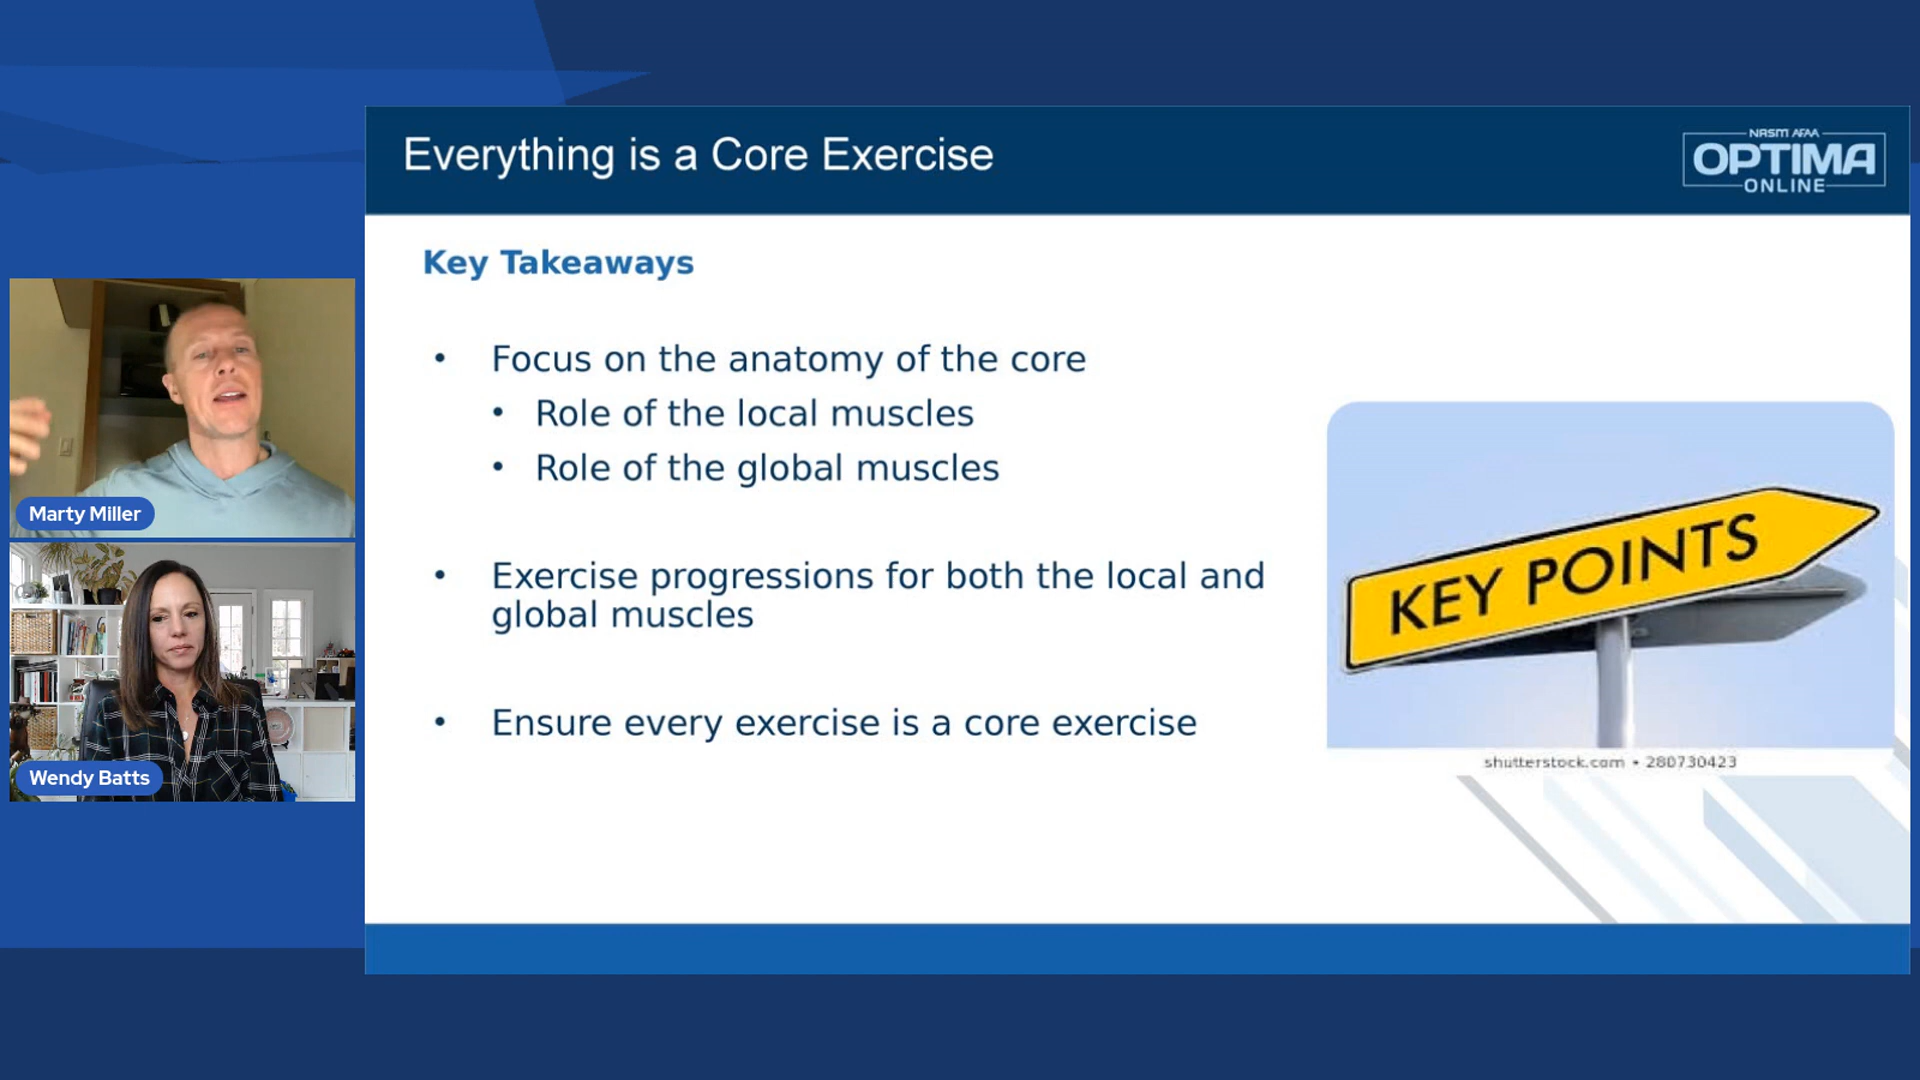 Everything is a Core Exercise
NASM AFAA
OPTIMA
ONLINE
Key Takeaways
• Focus on the anatomy of the core
• Role of the local muscles
• Role of the global muscles
• Exercise progressions for both the local and
global muscles
• Ensure every exercise is a core exercise
KEY POINTS
shutterstock.com • 280730423
Marty Miller
Wendy Batts